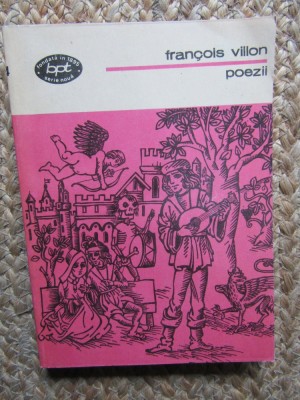 fondată în 1895
bpt
serie nouă
françois villon
poezii